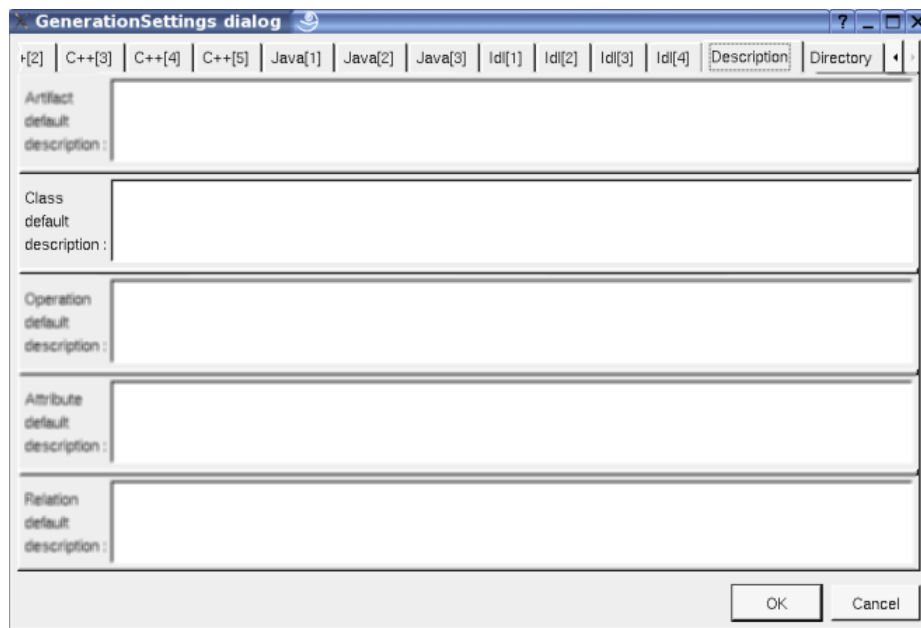 GenerationSettings dialog
+[2] C++[3] C++[4] C++[5] Java[1] Java[2] Java[3] Idl[1] Idl[2] Idl[3] Idl[4] Description Directory
Artifact
default
description :
Class
default
description :
Operation
default
description :
Attribute
default
description :
Relation
default
description :
OK Cancel